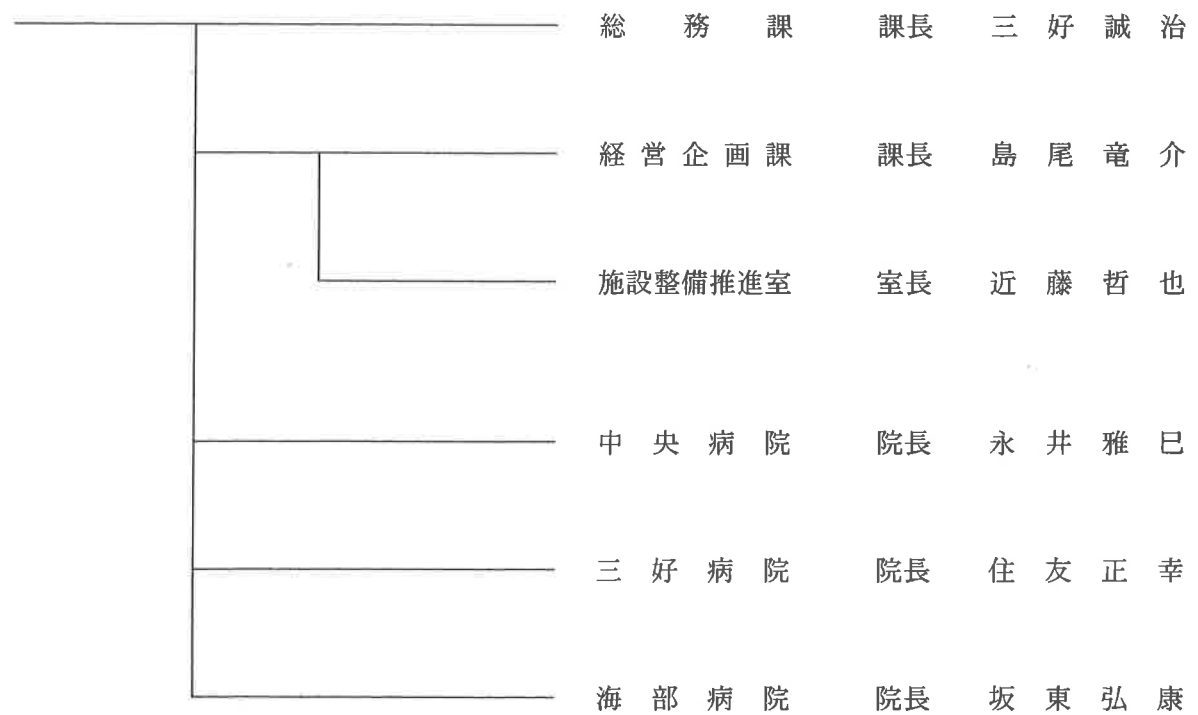 総務課 課長 三好誠治
経営企画課 課長 島尾竜介
施設整備推進室 室長 近藤哲也
中央病院 院長 永井雅巳
三好病院 院長 住友正幸
海部病院 院長 坂東弘康